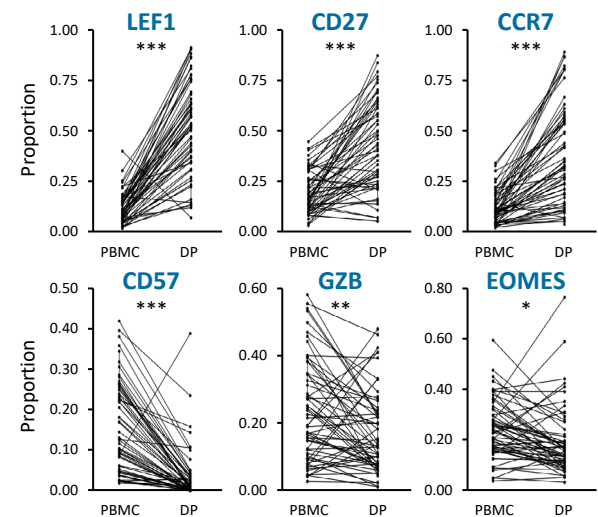 LEF1 CD27 CCR7
*** *** ***
1.00 1.00 1.00
0.75 0.75 0.75
0.50 0.50 0.50
0.25 0.25 0.25
0.00 0.00 0.00
Proportion
PBMC DP PBMC DP PBMC DP
CD57 GZB EOMES
*** ** *
0.50 0.60 0.80
0.40 0.60
0.30 0.40 0.40
0.20 0.20 0.20
0.10
0.00 0.00 0.00
Proportion
PBMC DP PBMC DP PBMC DP